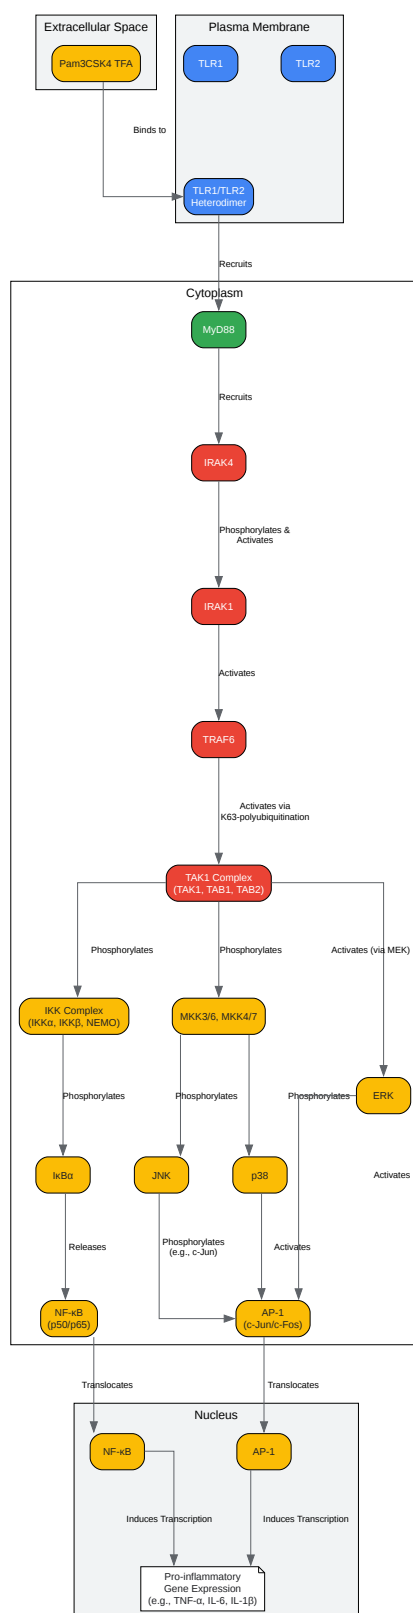 Extracellular Space
Plasma Membrane
Pam3CSK4 TFA
TLR1
TLR2
Binds to
TLR1/TLR2
Heterodimer
Recruits
Cytoplasm
MyD88
Recruits
IRAK4
Phosphorylates &
Activates
IRAK1
Activates
TRAF6
Activates via
K63-polyubiquitination
TAK1 Complex
(TAK1, TAB1, TAB2)
Phosphorylates
Phosphorylates
Activates (via MEK)
IKK Complex
(IKKα, IKKβ, NEMO)
MKK3/6, MKK4/7
Phosphorylates
Phosphorylates
Phosphorylates
ERK
IκBα
JNK
p38
Activates
Releases
Phosphorylates
(e.g., c-Jun)
Activates
NF-κB
(p50/p65)
AP-1
(c-Jun/c-Fos)
Translocates
Translocates
Nucleus
NF-κB
AP-1
Induces Transcription
Induces Transcription
Pro-inflammatory
Gene Expression
(e.g., TNF-α, IL-6, IL-1β)